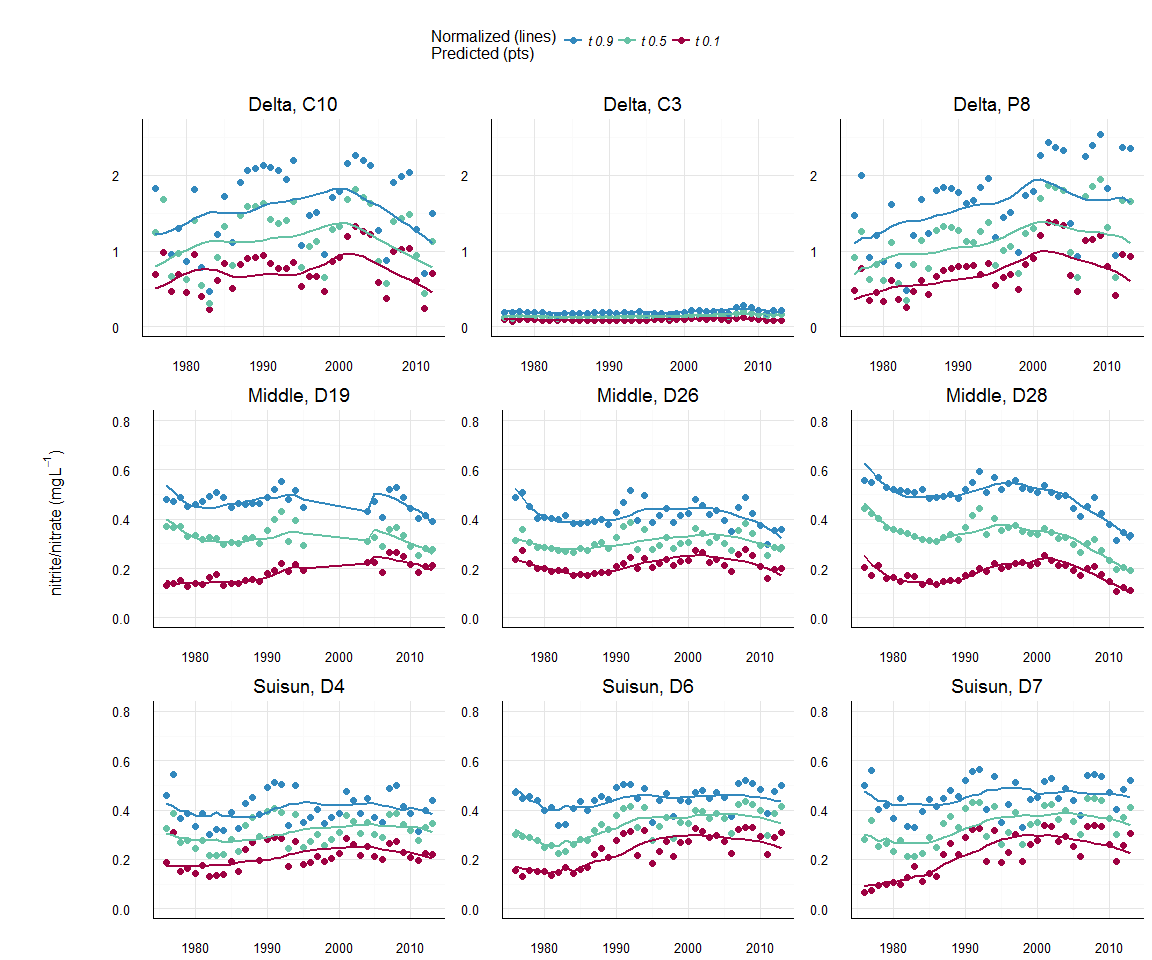 Normalized (lines)
Predicted (pts)
t 0.9 t 0.5 t 0.1
Delta, C10 Delta, C3 Delta, P8
2 2 2
1 1 1
0 0 0
1980 1990 2000 2010 1980 1990 2000 2010 1980 1990 2000 2010
Middle, D19 Middle, D26 Middle, D28
0.8 0.8 0.8
0.6 0.6 0.6
0.4 0.4 0.4
0.2 0.2 0.2
0.0 0.0 0.0
1980 1990 2000 2010 1980 1990 2000 2010 1980 1990 2000 2010
Suisun, D4 Suisun, D6 Suisun, D7
0.8 0.8 0.8
0.6 0.6 0.6
0.4 0.4 0.4
0.2 0.2 0.2
0.0 0.0 0.0
1980 1990 2000 2010 1980 1990 2000 2010 1980 1990 2000 2010
nitrite/nitrate (mgL⁻¹)